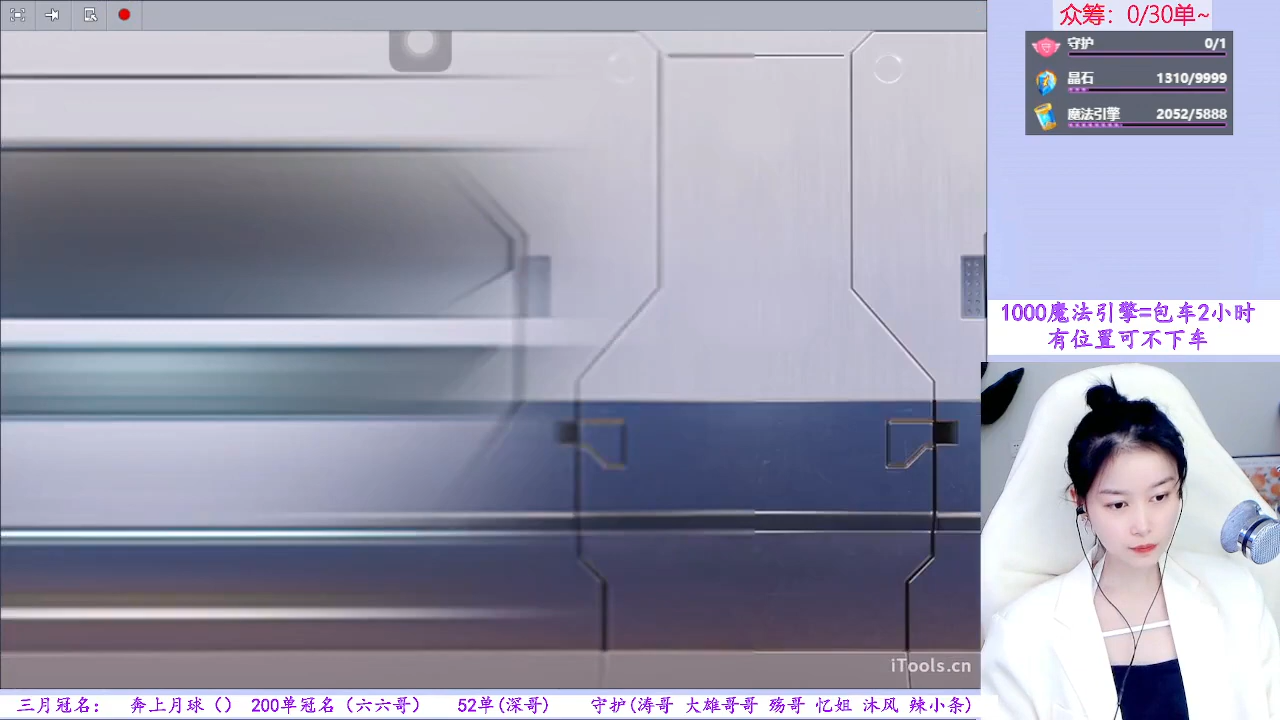 众筹：0/30单~
守护 0/1
晶石 1310/9999
魔法引擎 2052/5888
1000魔法引擎=包车2小时
有位置可不下车
iTools.cn
三月冠名： 奔上月球（） 200单冠名（六六哥） 52单(深哥) 守护(涛哥 大雄哥哥 殇哥 忆姐 沐风 辣小条)